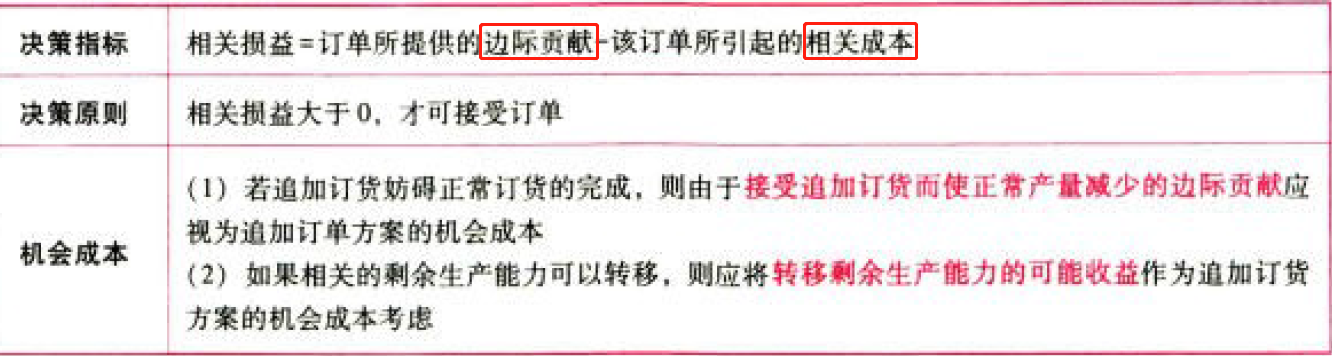 决策指标
相关损益=订单所提供的边际贡献-该订单所引起的相关成本
决策原则
相关损益大于0，才可接受订单
机会成本
（1）若追加订货妨碍正常订货的完成，则由于接受追加订货而使正常产量减少的边际贡献应
视为追加订单方案的机会成本
（2）如果相关的剩余生产能力可以转移，则应将转移剩余生产能力的可能收益作为追加订货
方案的机会成本考虑